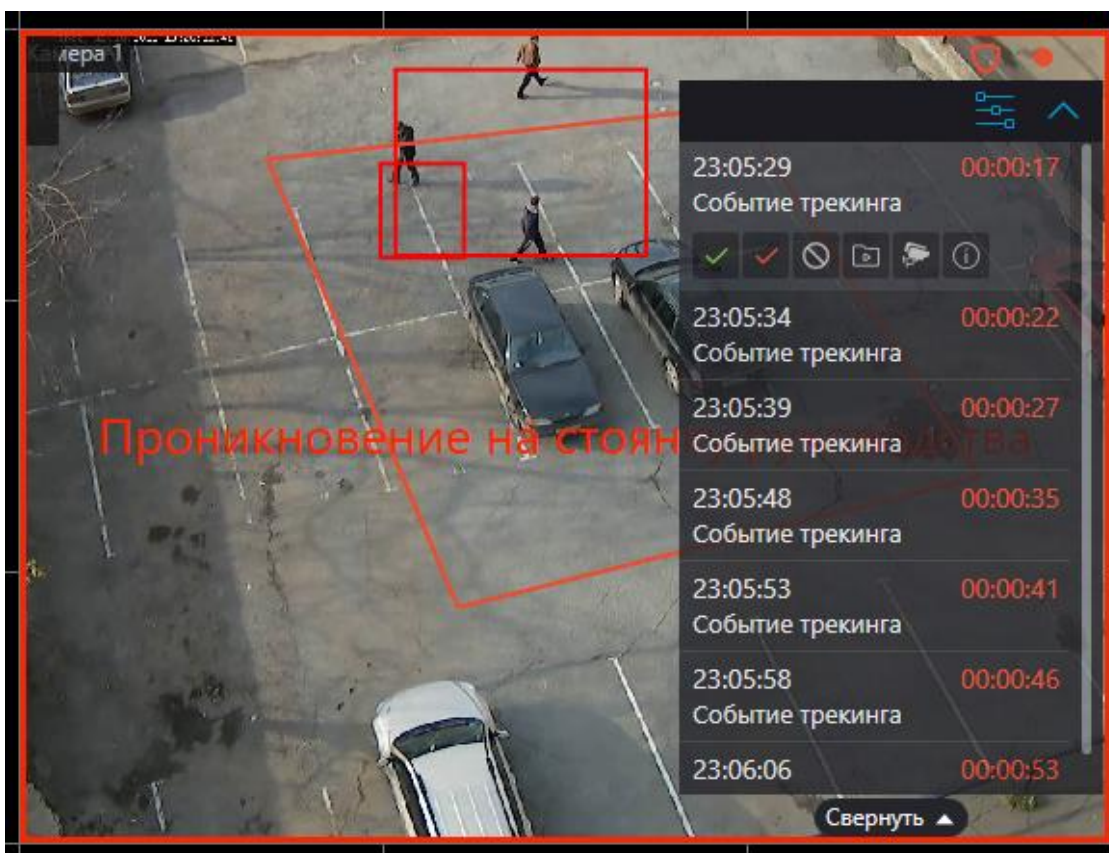 Камера 1
23:05:29 00:00:17
Событие трекинга
23:05:34 00:00:22
Событие трекинга
23:05:39 00:00:27
Событие трекинга
Проникновение на стоян
23:05:48 00:00:35
Событие трекинга
23:05:53 00:00:41
Событие трекинга
23:05:58 00:00:46
Событие трекинга
23:06:06 00:00:53
Свернуть